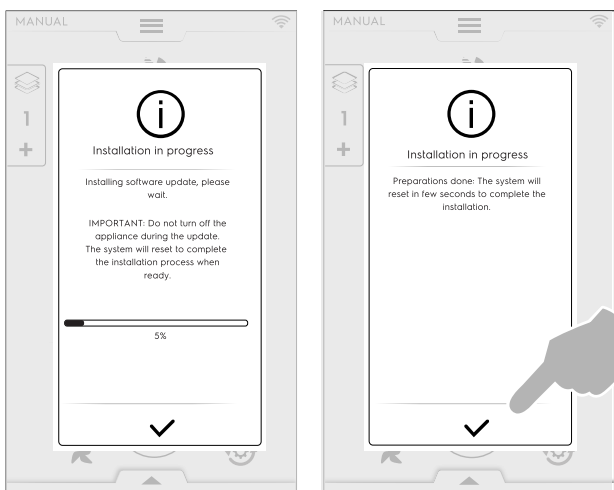 MANUAL
1
+
Installation in progress
Installing software update, please
wait.
IMPORTANT: Do not turn off the
appliance during the update.
The system will reset to complete
the installation process when
ready.
5%
MANUAL
1
+
Installation in progress
Preparations done: The system will
reset in few seconds to complete the
installation.